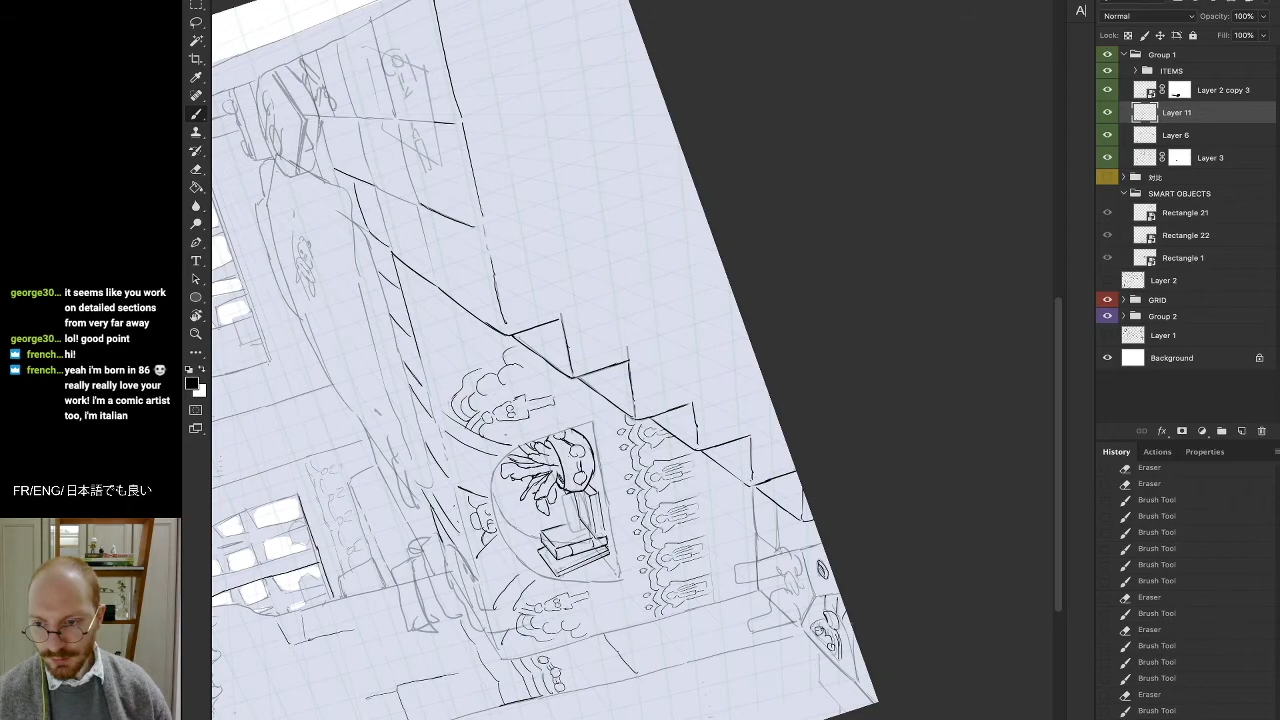 A|
Normal
Opacity: 100%
Lock:
Fill: 100%
Group 1
ITEMS
Layer 2 copy 3
Layer 11
Layer 6
Layer 3
对比
SMART OBJECTS
Rectangle 21
Rectangle 22
Rectangle 1
Layer 2
GRID
Group 2
Layer 1
Background
fx
History
Actions
Properties
Eraser
Eraser
Brush Tool
Brush Tool
Brush Tool
Brush Tool
Brush Tool
Brush Tool
Eraser
Brush Tool
Eraser
Brush Tool
Brush Tool
Brush Tool
Eraser
Brush Tool
george30... it seems like you work
on detailed sections
from very far away
george30... lol! good point
french... hi!
french... yeah i'm born in 86 💀
really really love your
work! i'm a comic artist
too, i'm italian
FR/ENG/日本語でも良い